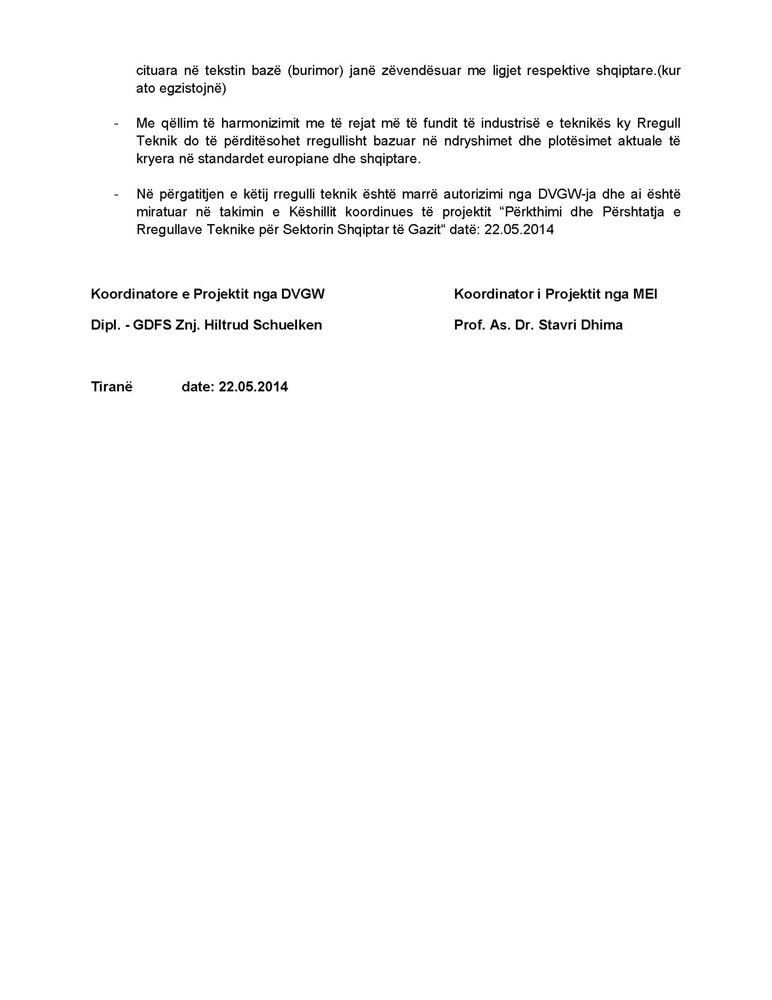 cituara në tekstin bazë (burimor) janë zëvendësuar me ligjet respektive shqiptare.(kur
ato egzistojnë)
- Me qëllim të harmonizimit me të rejat më të fundit të industrisë e teknikës ky Rregull
Teknik do të përditësohet rregullisht bazuar në ndryshimet dhe plotësimet aktuale të
kryera në standardet europiane dhe shqiptare.
- Në përgatitjen e këtij rregulli teknik është marrë autorizimi nga DVGW-ja dhe ai është
miratuar në takimin e Këshillit koordinues të projektit “Përkthimi dhe Përshtatja e
Rregullave Teknike për Sektorin Shqiptar të Gazit“ datë: 22.05.2014
Koordinatore e Projektit nga DVGW Koordinator i Projektit nga MEI
Dipl. - GDFS Znj. Hiltrud Schuelken Prof. As. Dr. Stavri Dhima
Tiranë date: 22.05.2014